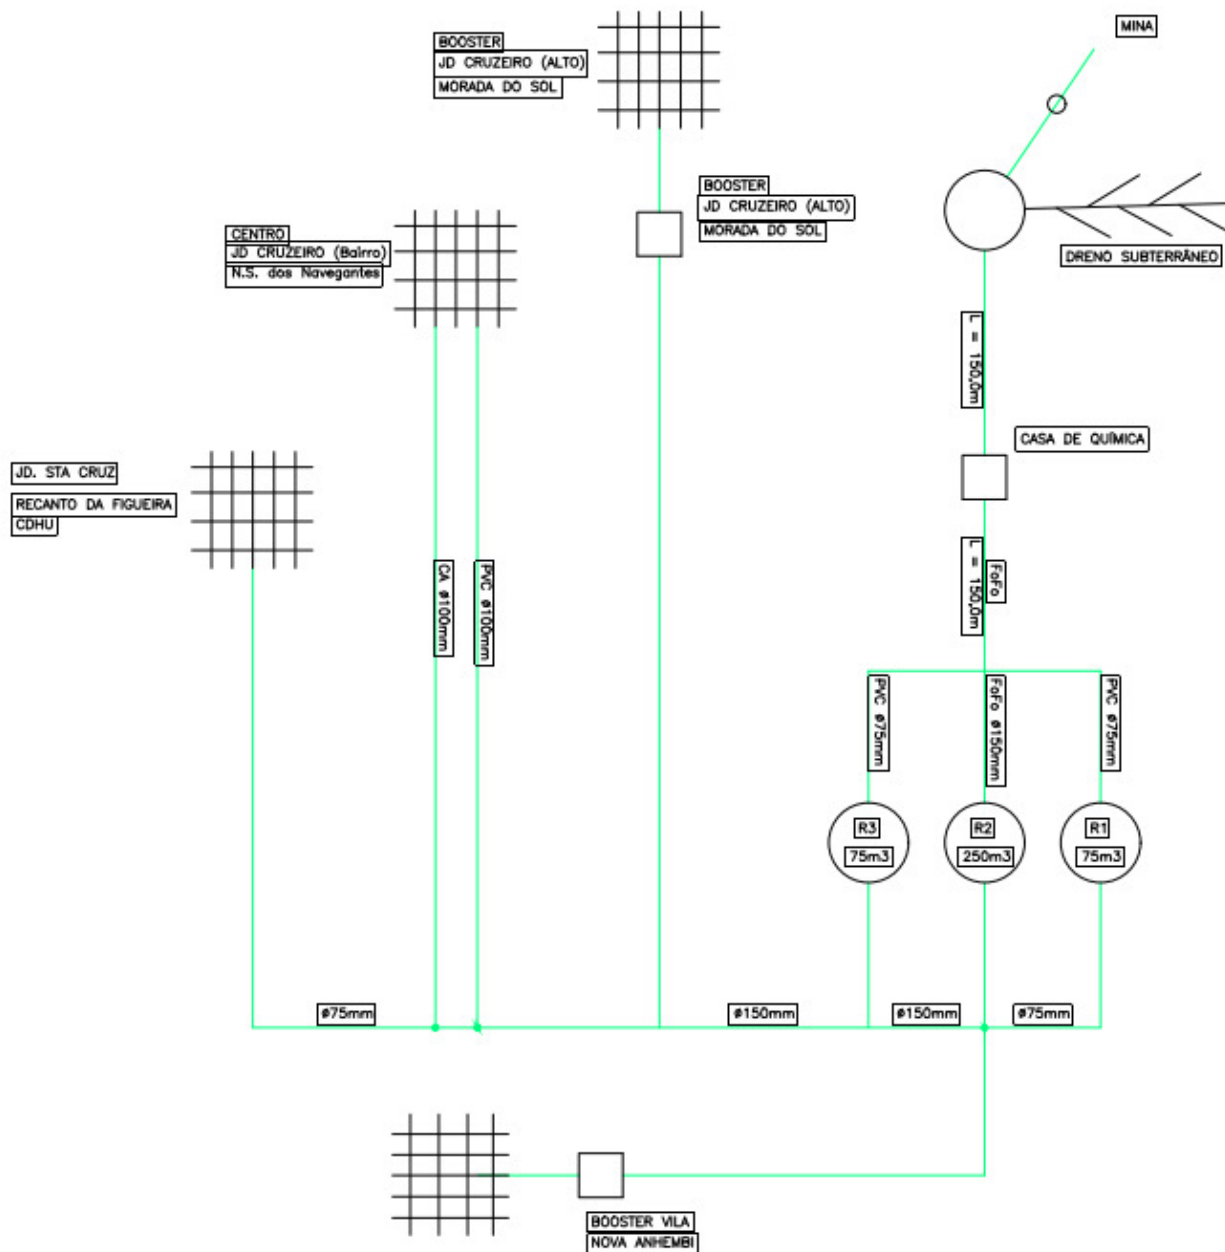 MINA
BOOSTER
JD CRUZEIRO (ALTO)
MORADA DO SOL
BOOSTER
JD CRUZEIRO (ALTO)
MORADA DO SOL
CENTRO
JD CRUZEIRO (Bairro)
N.S. dos Navegantes
DRENO SUBTERRÂNEO
L = 150,0m
CASA DE QUÍMICA
JD. STA CRUZ
RECANTO DA FIGUEIRA
CDHU
CA ø100mm
PVC ø100mm
L = 150,0m
FoFo
PVC ø75mm
FoFo ø150mm
PVC ø75mm
R3
75m3
R2
250m3
R1
75m3
ø75mm
ø150mm
ø150mm
ø75mm
BOOSTER VILA
NOVA ANHEMBI